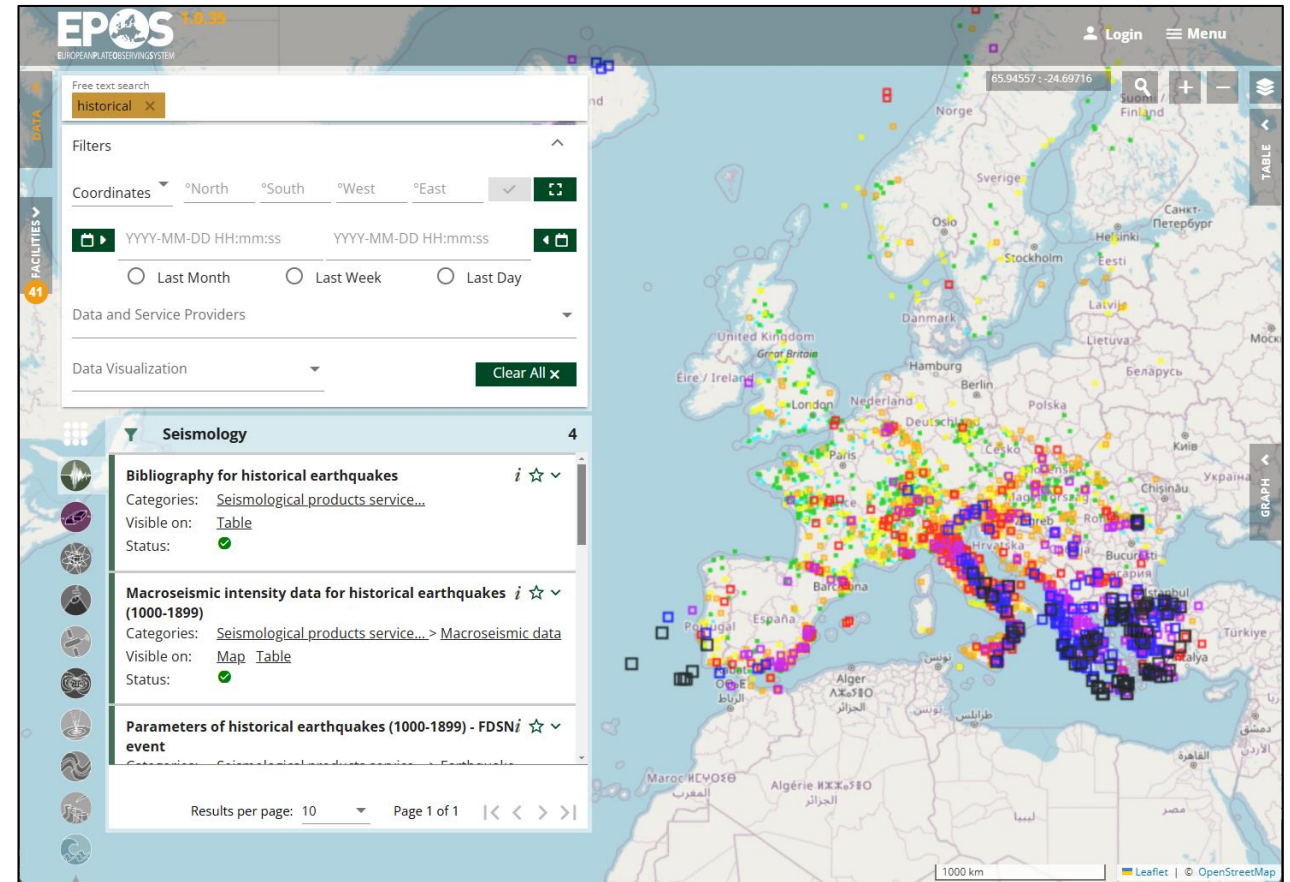 EPOS
1.0.35
EUROPEANPLATEOBSERVINGSYSTEM
Login
Menu
DATA
FACILITIES
41
Free text search
historical
Filters
Coordinates °North °South °West °East
YYYY-MM-DD HH:mm:ss YYYY-MM-DD HH:mm:ss
Last Month Last Week Last Day
Data and Service Providers
Data Visualization
Clear All
Seismology 4
Bibliography for historical earthquakes
Categories: Seismological products service...
Visible on: Table
Status:
Macroseismic intensity data for historical earthquakes
(1000-1899)
Categories: Seismological products service... > Macroseismic data
Visible on: Map Table
Status:
Parameters of historical earthquakes (1000-1899) - FDSN
event
Results per page: 10 Page 1 of 1
65.94557 : -24.69716
TABLE
GRAPH
Norge
Suomi /
Finland
Sverige
Санкт-
Петербург
Oslo
Helsinki
Stockholm
Eesti
Latvija
Danmark
Lietuva
United Kingdom
Great Britain
Hamburg
Беларусь
Éire / Ireland
Berlin
London
Nederland
Polska
Deutschland
Česko
Київ
Paris
Україна
Chișinău
Zagreb
Hrvatska
București
Barcelona
Istanbul
Portugal
España
Türkiye
Alger
تونس
الرباط
الجزائر
طرابلس
تونس
دمشق
الأردن
القاهرة
Maroc
المغرب
Algérie
الجزائر
ليبيا
مصر
1000 km
Leaflet | © OpenStreetMap